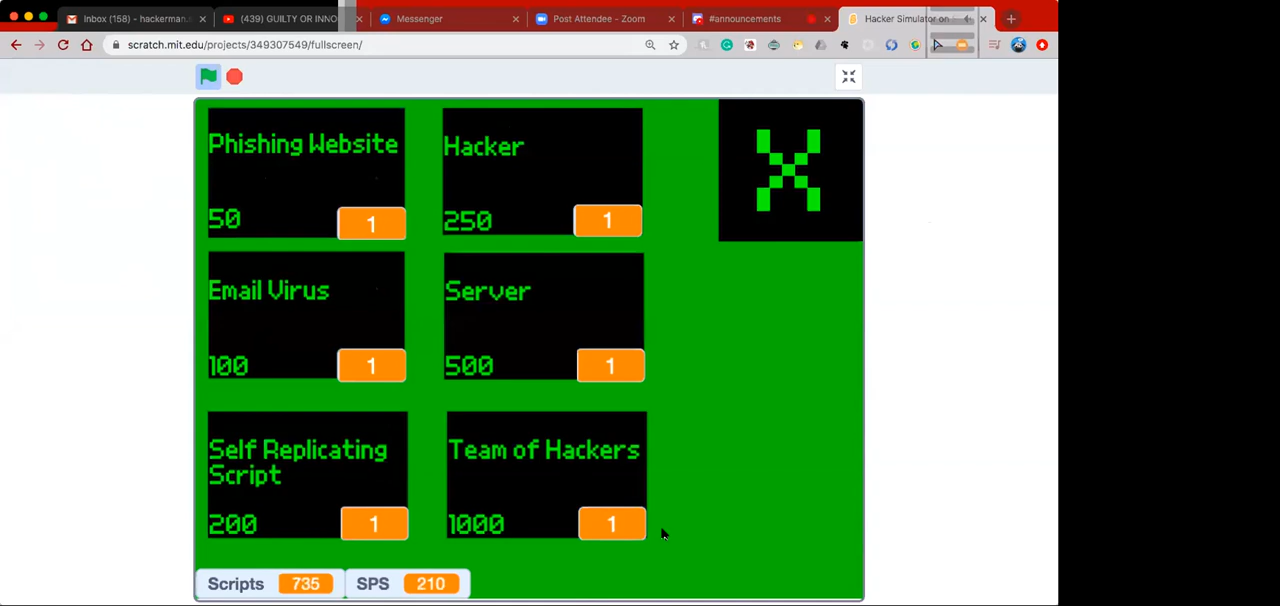 Inbox (158) - hackerman.s
(439) GUILTY OR INNO
Messenger
Post Attendee - Zoom
#announcements
Hacker Simulator on
scratch.mit.edu/projects/349307549/fullscreen/
Phishing Website
50
1
Hacker
250
1
X
Email Virus
100
1
Server
500
1
Self Replicating
Script
200
1
Team of Hackers
1000
1
Scripts 735
SPS 210